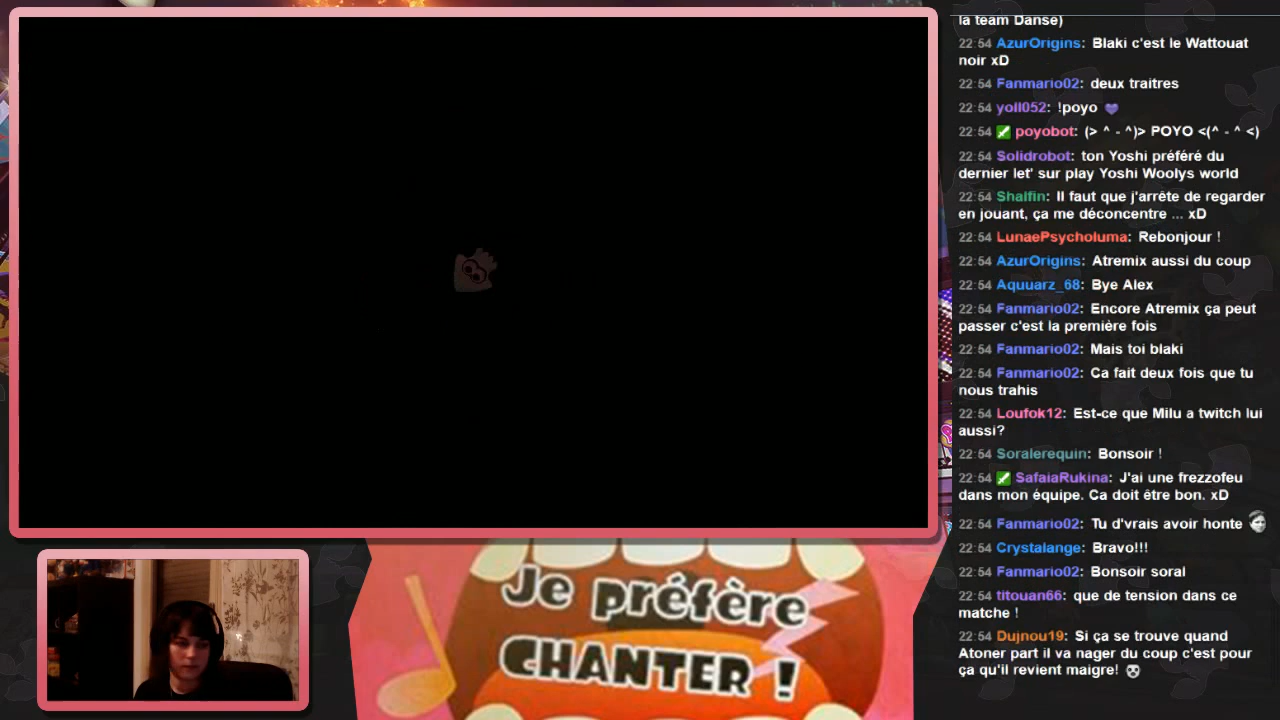 la team Danse)
22:54 AzurOrigins: Blaki c'est le Wattouat
noir xD
22:54 Fanmario02: deux traitres
22:54 yoll052: !poyo
22:54 poyobot: (> ^ - ^)> POYO <(^ - ^ <)
22:54 Solidrobot: ton Yoshi préféré du
dernier let' sur play Yoshi Woolys world
22:54 Shalfin: Il faut que j'arrête de regarder
en jouant, ça me déconcentre ... xD
22:54 LunaePsycholuma: Rebonjour !
22:54 AzurOrigins: Atremix aussi du coup
22:54 Aquuarz_68: Bye Alex
22:54 Fanmario02: Encore Atremix ça peut
passer c'est la première fois
22:54 Fanmario02: Mais toi blaki
22:54 Fanmario02: Ca fait deux fois que tu
nous trahis
22:54 Loufok12: Est-ce que Milu a twitch lui
aussi?
22:54 Soralerequin: Bonsoir !
22:54 SafaiaRukina: J'ai une frezzofeu
dans mon équipe. Ca doit être bon. xD
22:54 Fanmario02: Tu d'vrais avoir honte
22:54 Crystalange: Bravo!!!
22:54 Fanmario02: Bonsoir soral
22:54 titouan66: que de tension dans ce
matche !
22:54 Dujnou19: Si ça se trouve quand
Atoner part il va nager du coup c'est pour
ça qu'il revient maigre!
Je préfère
CHANTER !